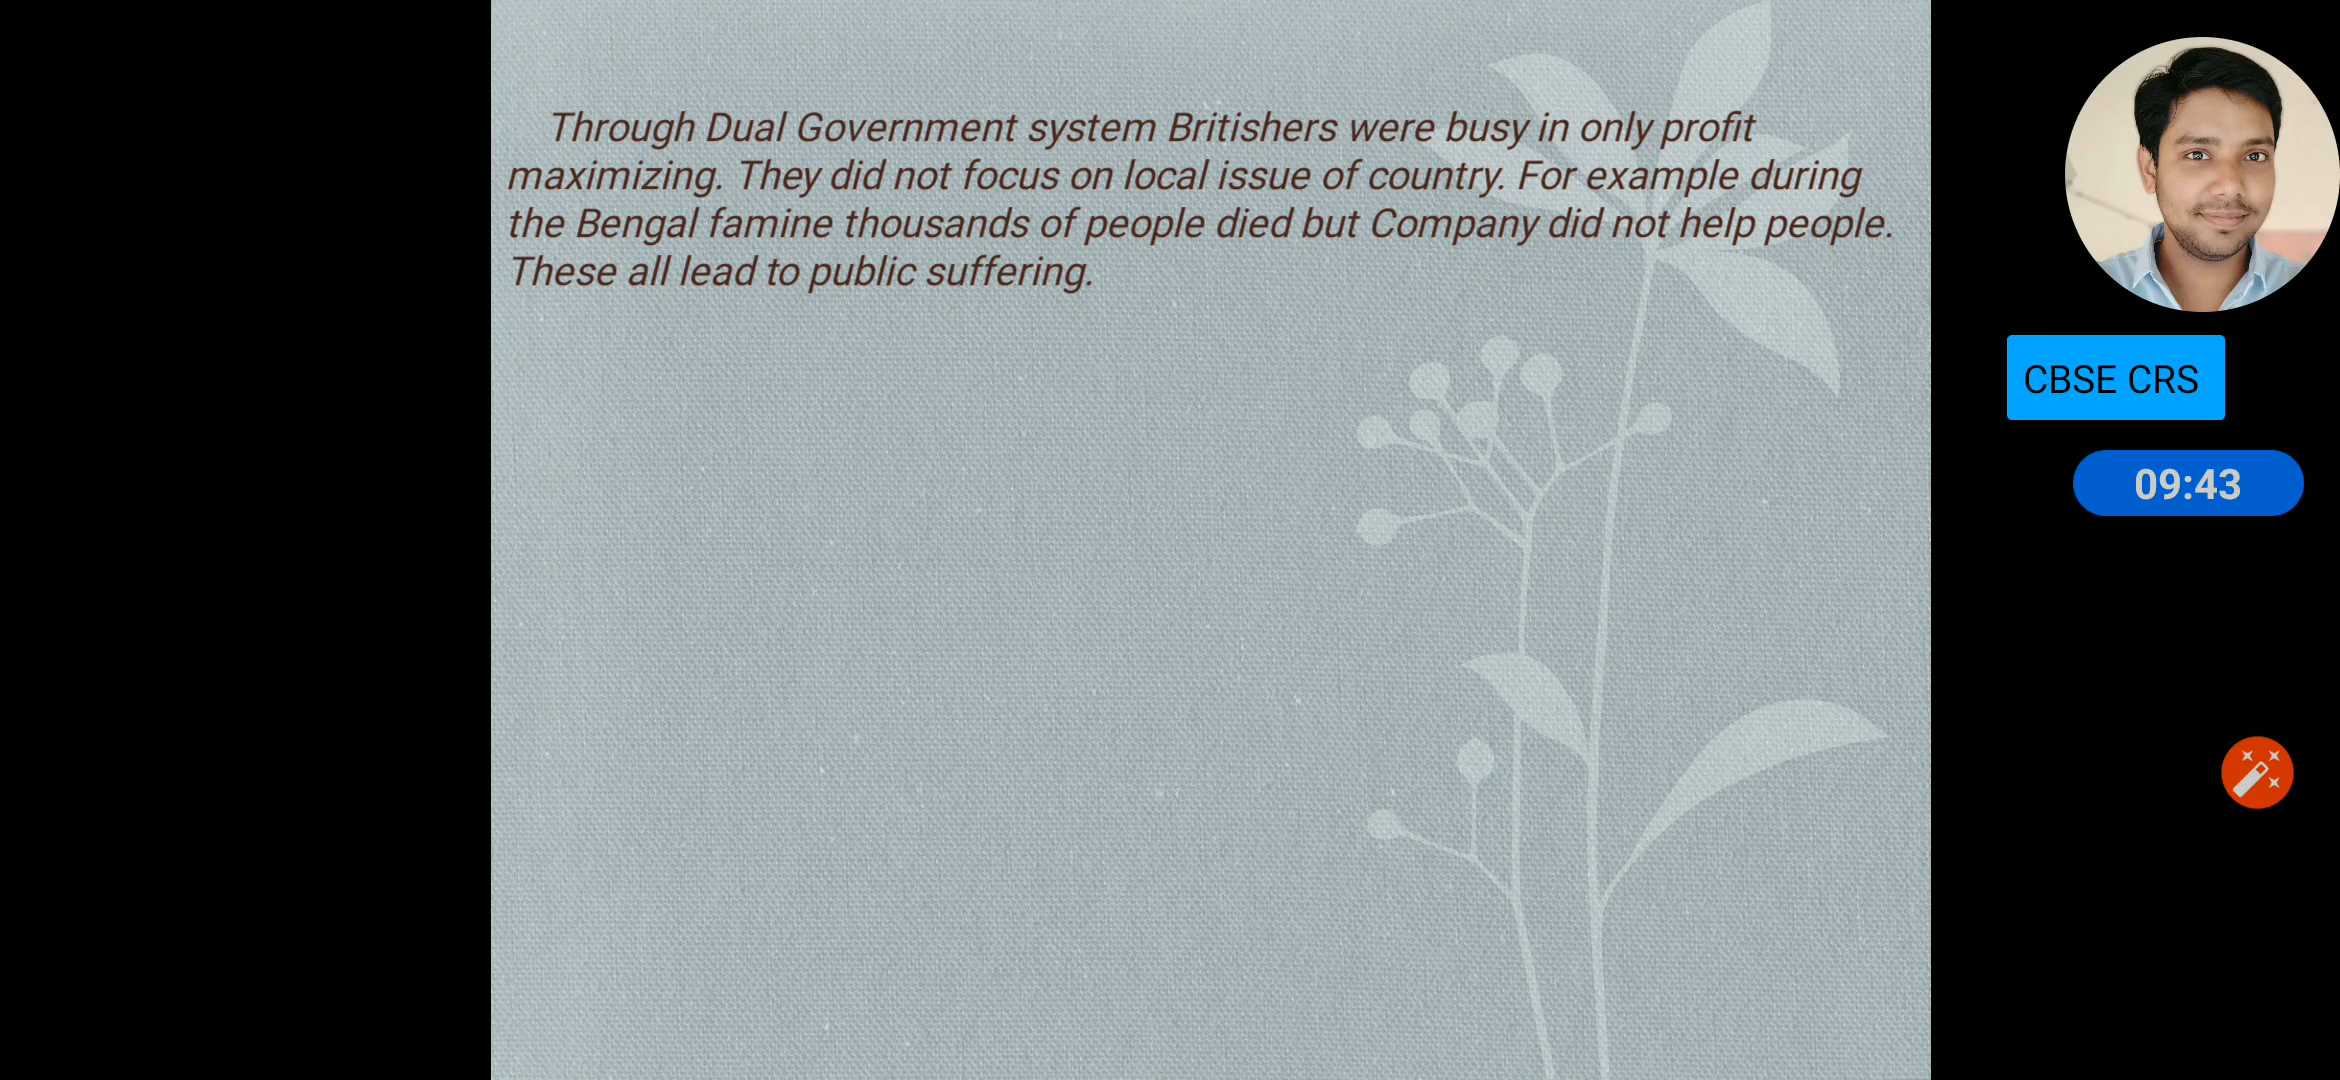 Through Dual Government system Britishers were busy in only profit
maximizing. They did not focus on local issue of country. For example during
the Bengal famine thousands of people died but Company did not help people.
These all lead to public suffering.
CBSE CRS
09:43